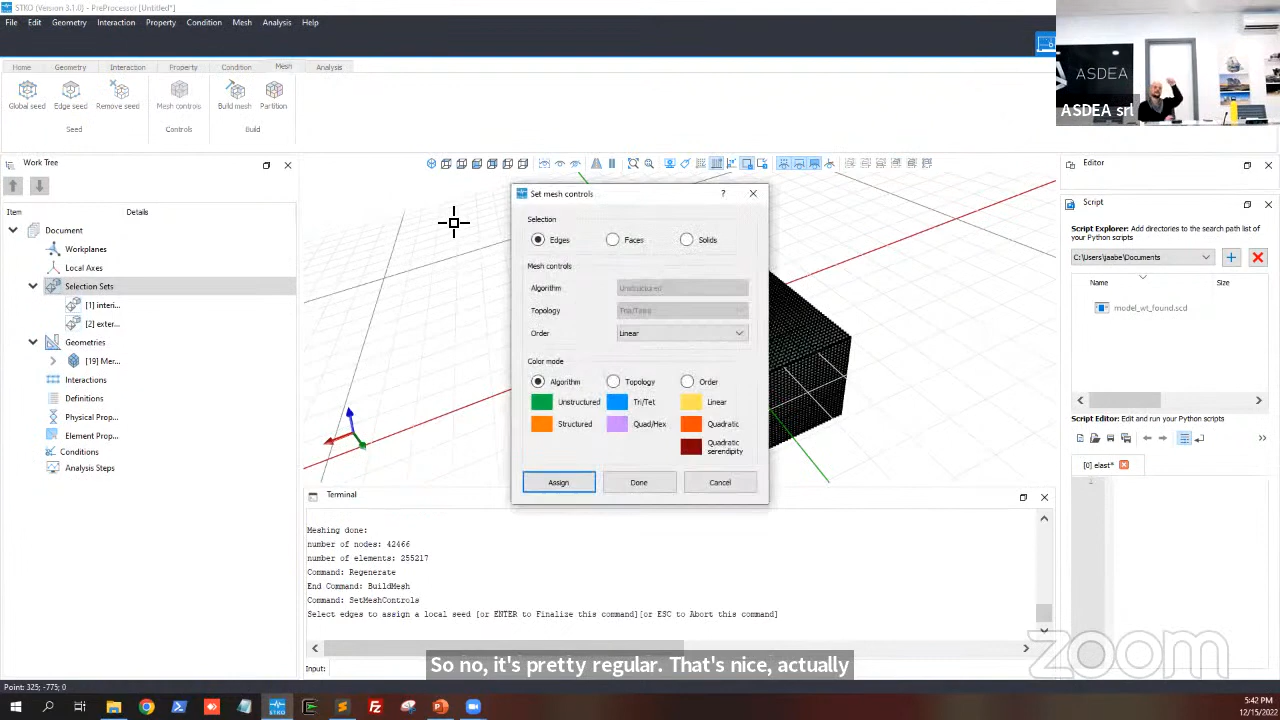 STKO (Version 3.1.0) - PreProcessor [Untitled*]
File Edit Geometry Interaction Property Condition Mesh Analysis Help
Home Geometry Interaction Property Condition Mesh Analysis
Global seed Edge seed Remove seed Mesh controls Build mesh Partition
Seed Controls Build
ASDEA
ASDEA srl
Work Tree
Item Details
Document
Workplanes
Local Axes
Selection Sets
[1] interi...
[2] exter...
Geometries
[19] Mer...
Interactions
Definitions
Physical Prop...
Element Prop...
Conditions
Analysis Steps
Set mesh controls ?
Selection
Edges Faces Solids
Mesh controls
Algorithm Unstructured
Topology Tria/Tetra
Order Linear
Color mode
Algorithm Topology Order
Unstructured Tri/Tet Linear
Structured Quad/Hex Quadratic
Quadratic
serendipity
Assign Done Cancel
Editor
Script
Script Explorer: Add directories to the search path list of
your Python scripts
C:\Users\jaabe\Documents
Name Size
model_wt_found.scd
Script Editor: Edit and run your Python scripts
[0] elast*
1
Terminal
Meshing done:
number of nodes: 42466
number of elements: 255217
Command: Regenerate
End Command: BuildMesh
Command: SetMeshControls
Select edges to assign a local seed [or ENTER to Finalize this command][or ESC to Abort this command]
Input:
So no, it's pretty regular. That's nice, actually
zoom
Point: 325; -775; 0
STKO
5:42 PM
12/15/2022